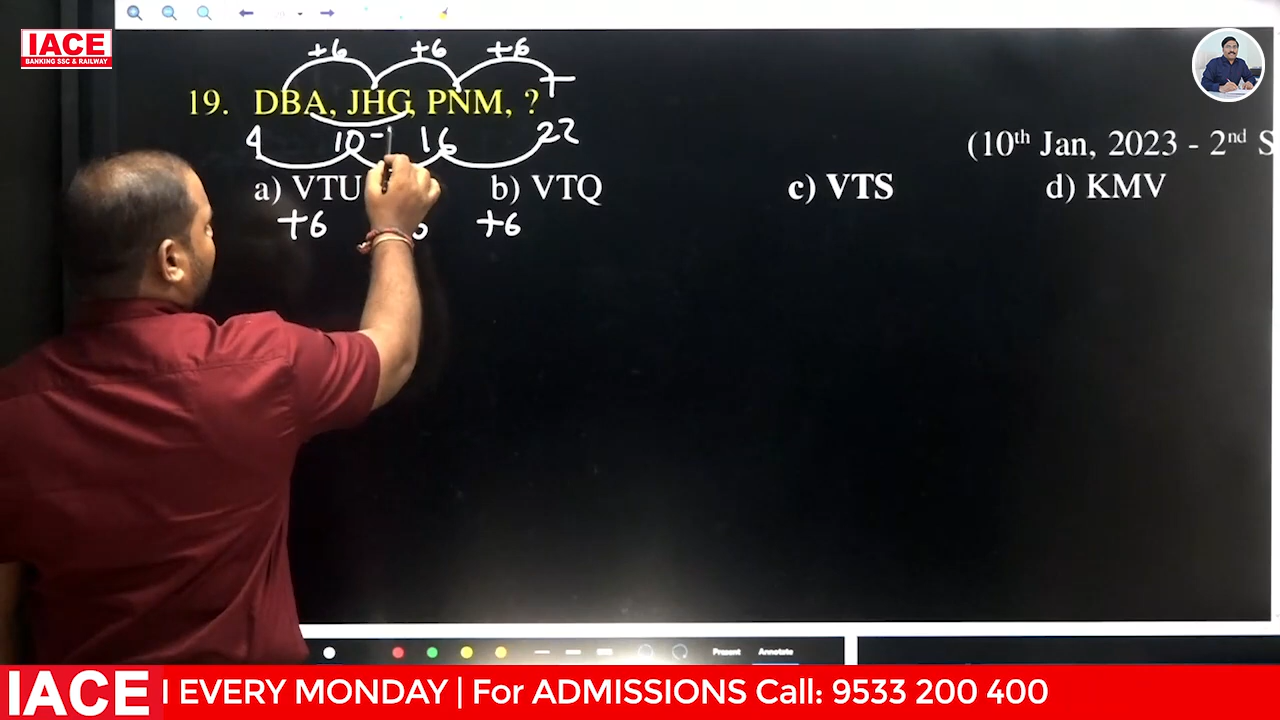 IACE
BANKING SSC & RAILWAY
+6 +6 +6
19. DBA, JHG, PNM, ? T
4 10 16 22
(10th Jan, 2023 - 2nd S
a) VTU b) VTQ c) VTS d) KMV
+6 +6
Present Annotate
IACE
EVERY MONDAY | For ADMISSIONS Call: 9533 200 400